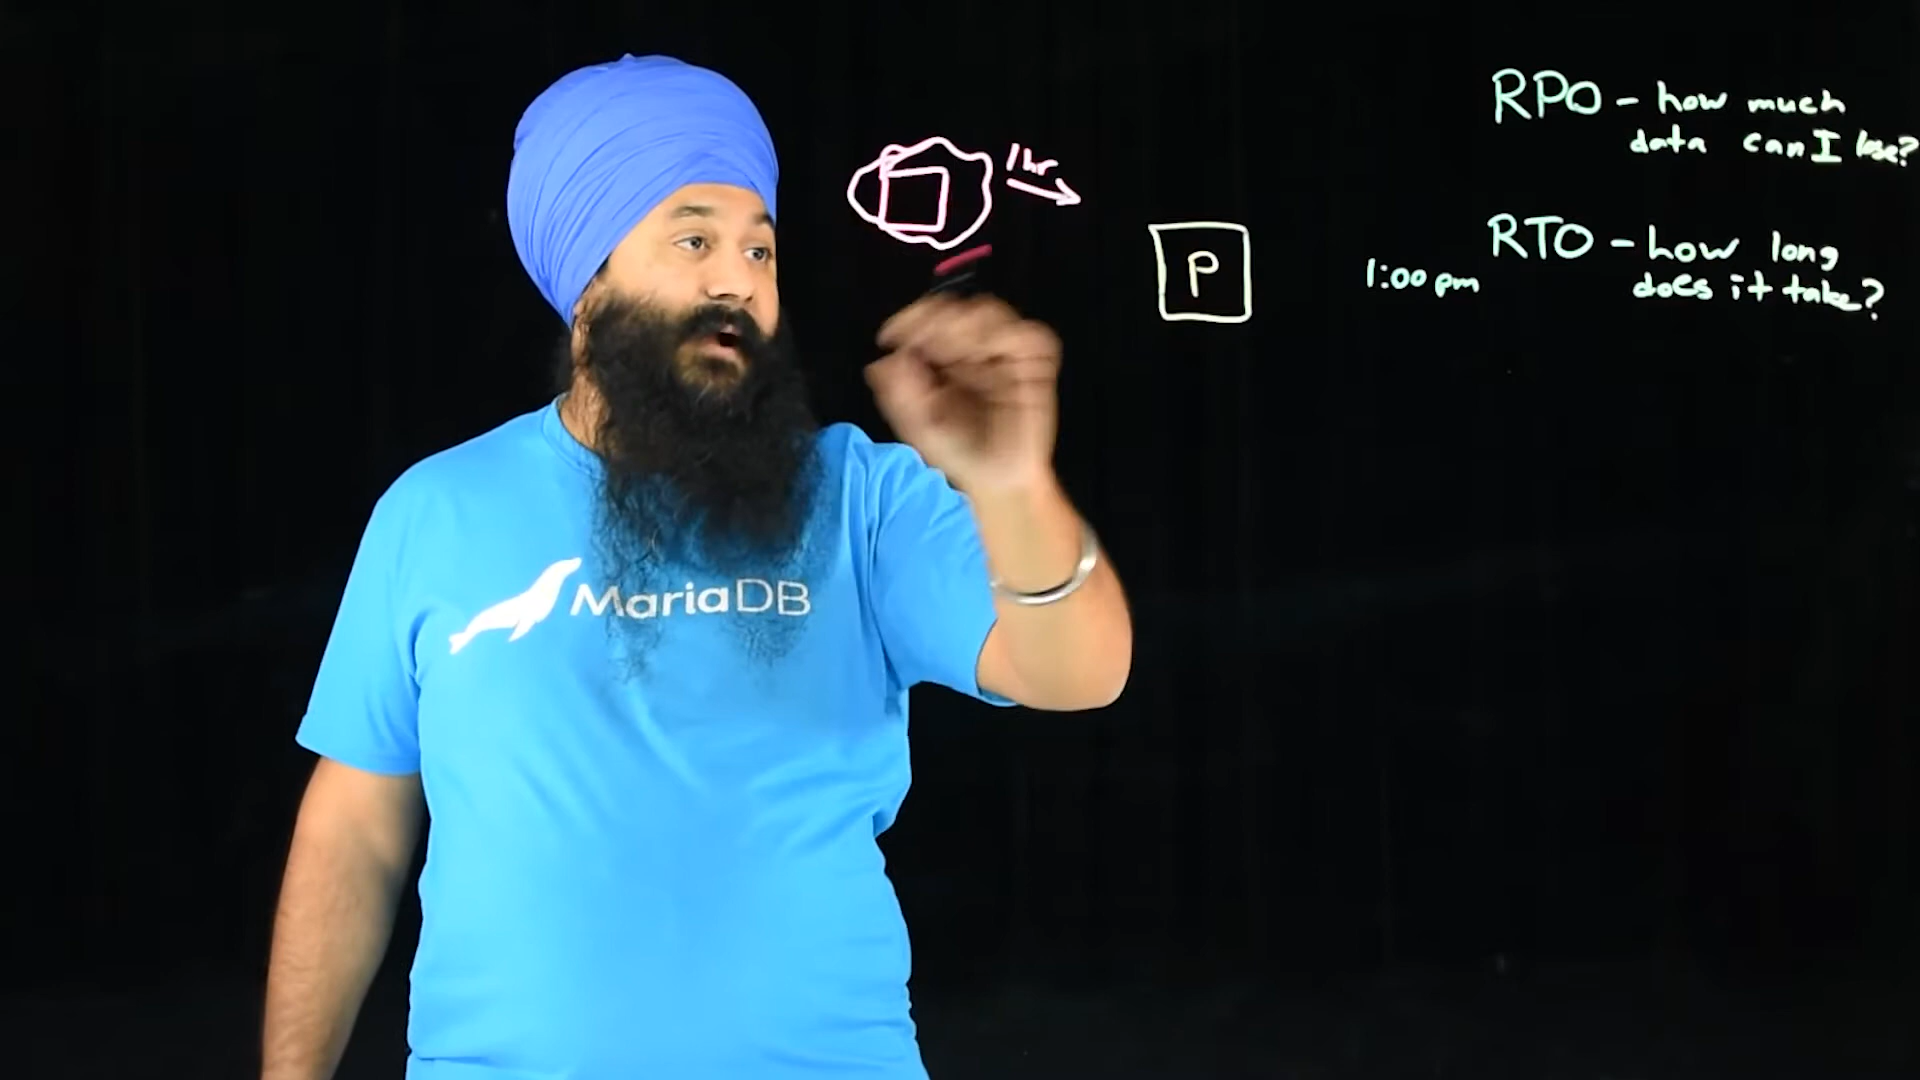 RPO - how much
data can I lose?
1hr
P
RTO - how long
1:00 pm
does it take?
MariaDB